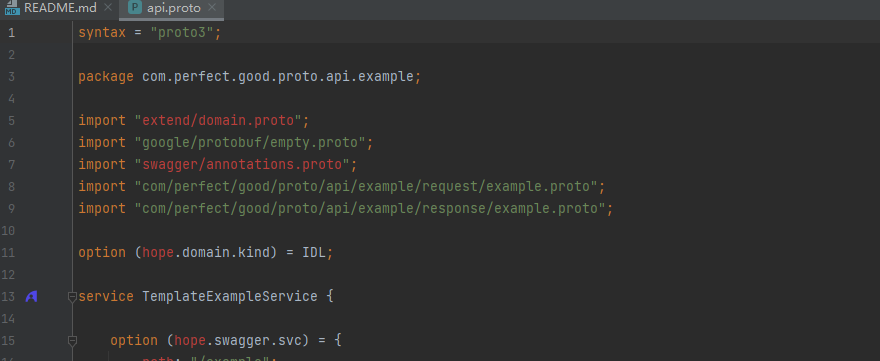 README.md api.proto
1 syntax = "proto3";
2
3 package com.perfect.good.proto.api.example;
4
5 import "extend/domain.proto";
6 import "google/protobuf/empty.proto";
7 import "swagger/annotations.proto";
8 import "com/perfect/good/proto/api/example/request/example.proto";
9 import "com/perfect/good/proto/api/example/response/example.proto";
10
11 option (hope.domain.kind) = IDL;
12
13 service TemplateExampleService {
14
15 option (hope.swagger.svc) = {
path: "/example";